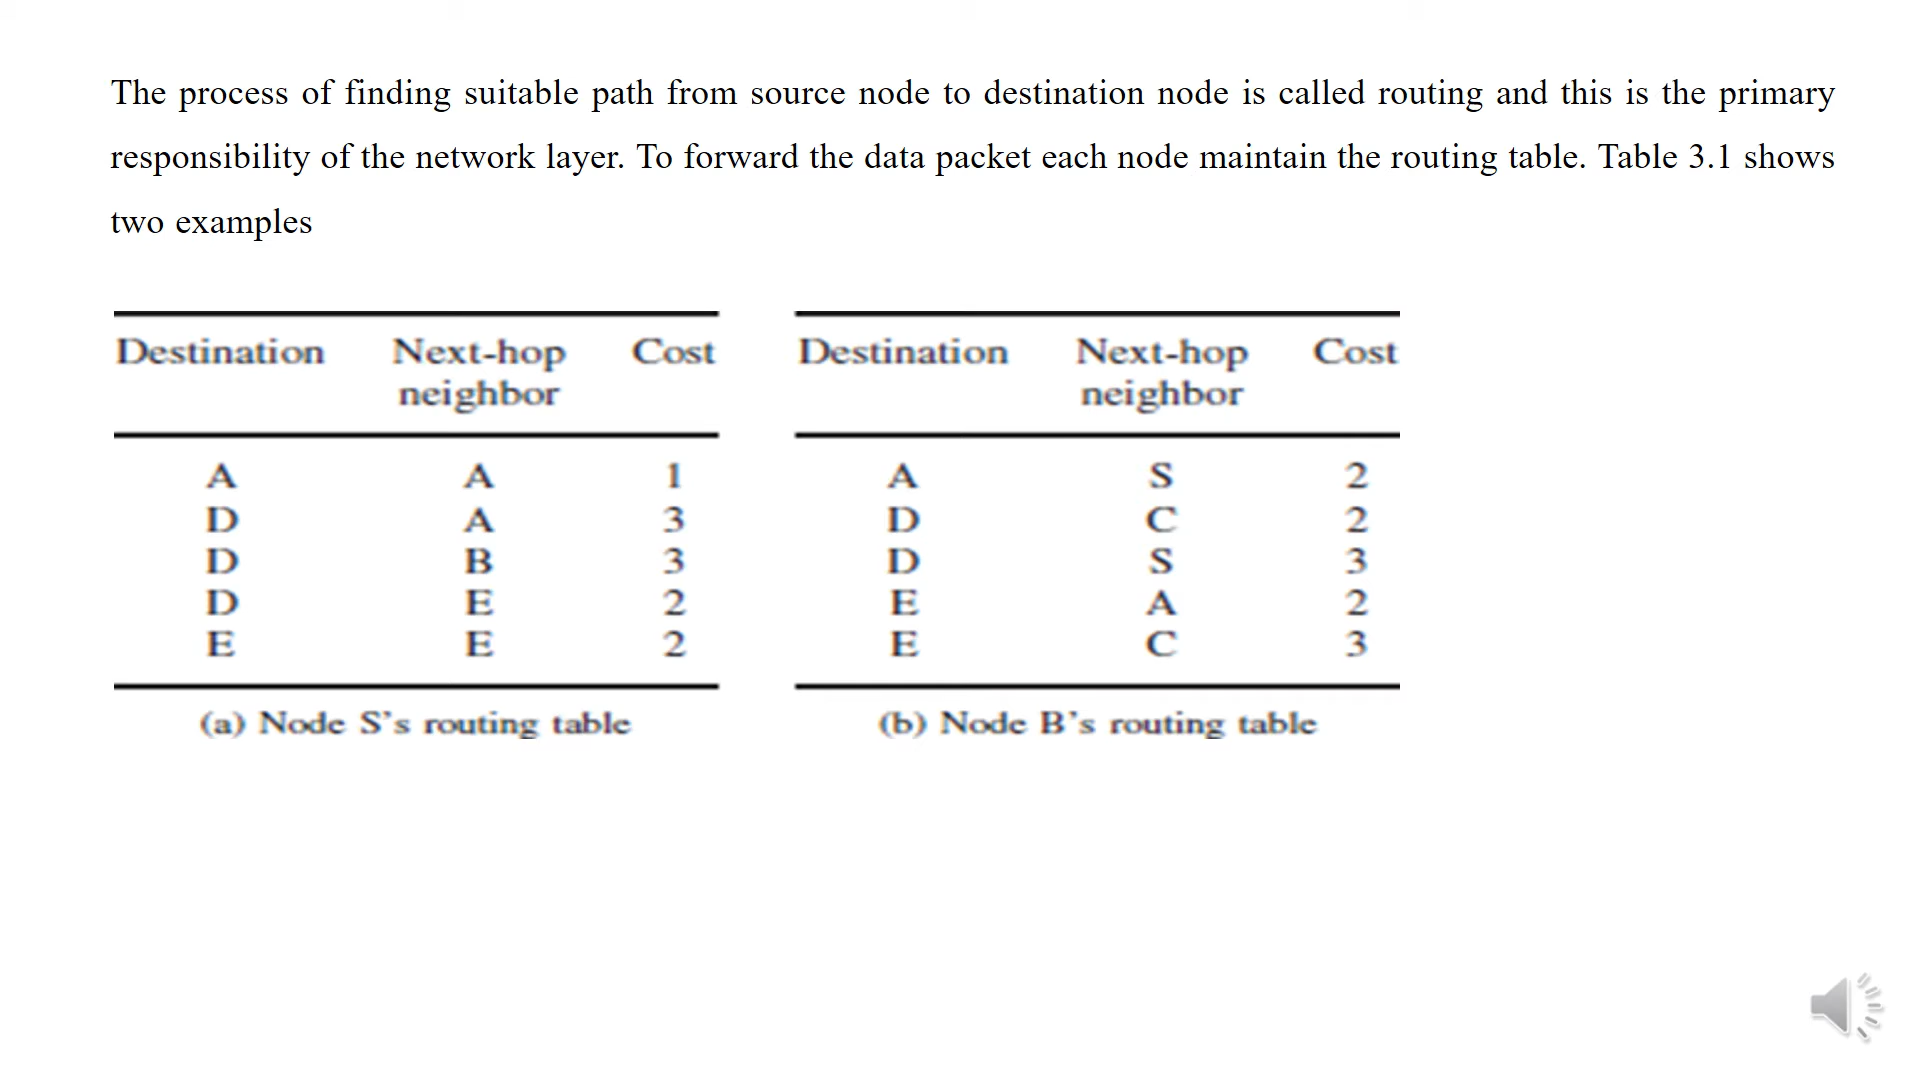 The process of finding suitable path from source node to destination node is called routing and this is the primary
responsibility of the network layer. To forward the data packet each node maintain the routing table. Table 3.1 shows
two examples
Destination Next-hop neighbor Cost
A A 1
D A 3
D B 3
D E 2
E E 2
(a) Node S's routing table
Destination Next-hop neighbor Cost
A S 2
D C 2
D S 3
E A 2
E C 3
(b) Node B's routing table